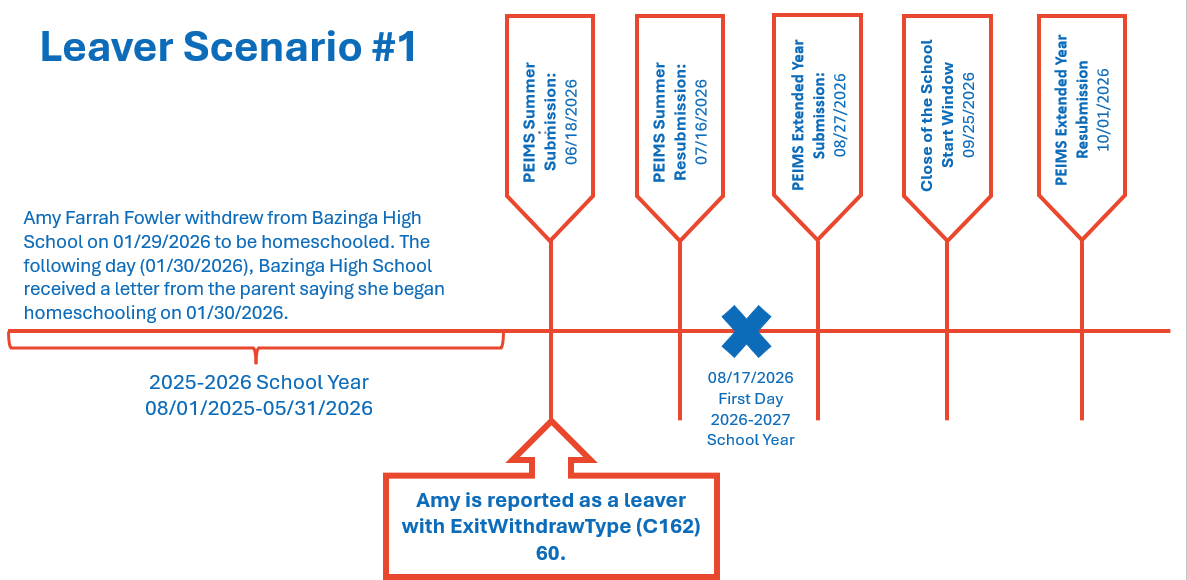 Leaver Scenario #1
PEIMS Summer
Submission:
06/18/2026
PEIMS Summer
Resubmission:
07/16/2026
PEIMS Extended Year
Submission:
08/27/2026
Close of the School
Start Window
09/25/2026
PEIMS Extended Year
Resubmission
10/01/2026
Amy Farrah Fowler withdrew from Bazinga High
School on 01/29/2026 to be homeschooled. The
following day (01/30/2026), Bazinga High School
received a letter from the parent saying she began
homeschooling on 01/30/2026.
2025-2026 School Year
08/01/2025-05/31/2026
08/17/2026
First Day
2026-2027
School Year
Amy is reported as a leaver
with ExitWithdrawType (C162)
60.